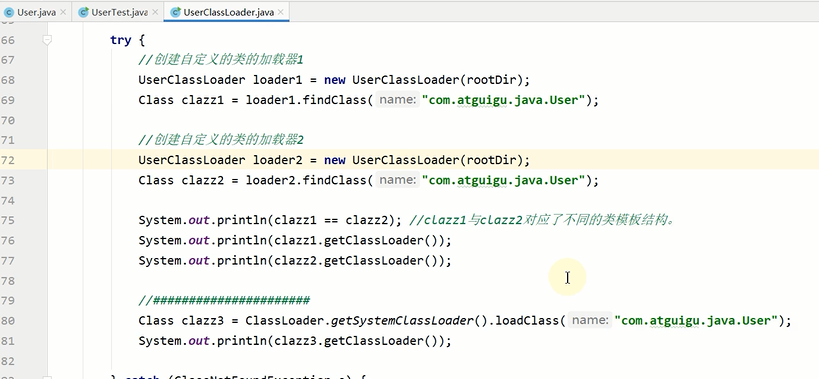 User.java × UserTest.java × UserClassLoader.java ×
66 try {
67 //创建自定义的类的加载器1
68 UserClassLoader loader1 = new UserClassLoader(rootDir);
69 Class clazz1 = loader1.findClass( name: "com.atguigu.java.User");
70
71 //创建自定义的类的加载器2
72 UserClassLoader loader2 = new UserClassLoader(rootDir);
73 Class clazz2 = loader2.findClass( name: "com.atguigu.java.User");
74
75 System.out.println(clazz1 == clazz2); //clazz1与clazz2对应了不同的类模板结构。
76 System.out.println(clazz1.getClassLoader());
77 System.out.println(clazz2.getClassLoader());
78
79 //######################
80 Class clazz3 = ClassLoader.getSystemClassLoader().loadClass( name: "com.atguigu.java.User");
81 System.out.println(clazz3.getClassLoader());
82